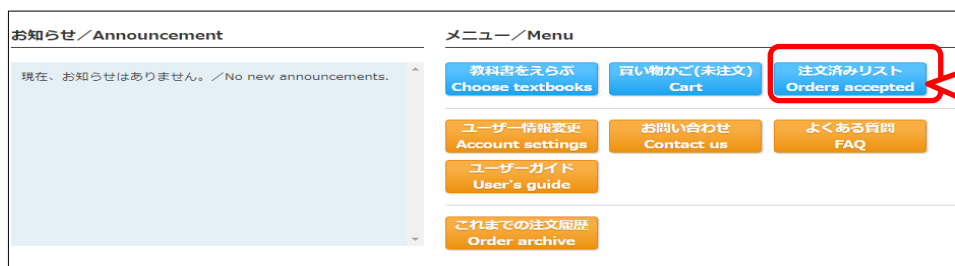 お知らせ／Announcement
現在、お知らせはありません。／No new announcements.
メニュー／Menu
教科書をえらぶ
Choose textbooks
買い物かご(未注文)
Cart
注文済みリスト
Orders accepted
ユーザー情報変更
Account settings
お問い合わせ
Contact us
よくある質問
FAQ
ユーザーガイド
User's guide
これまでの注文履歴
Order archive